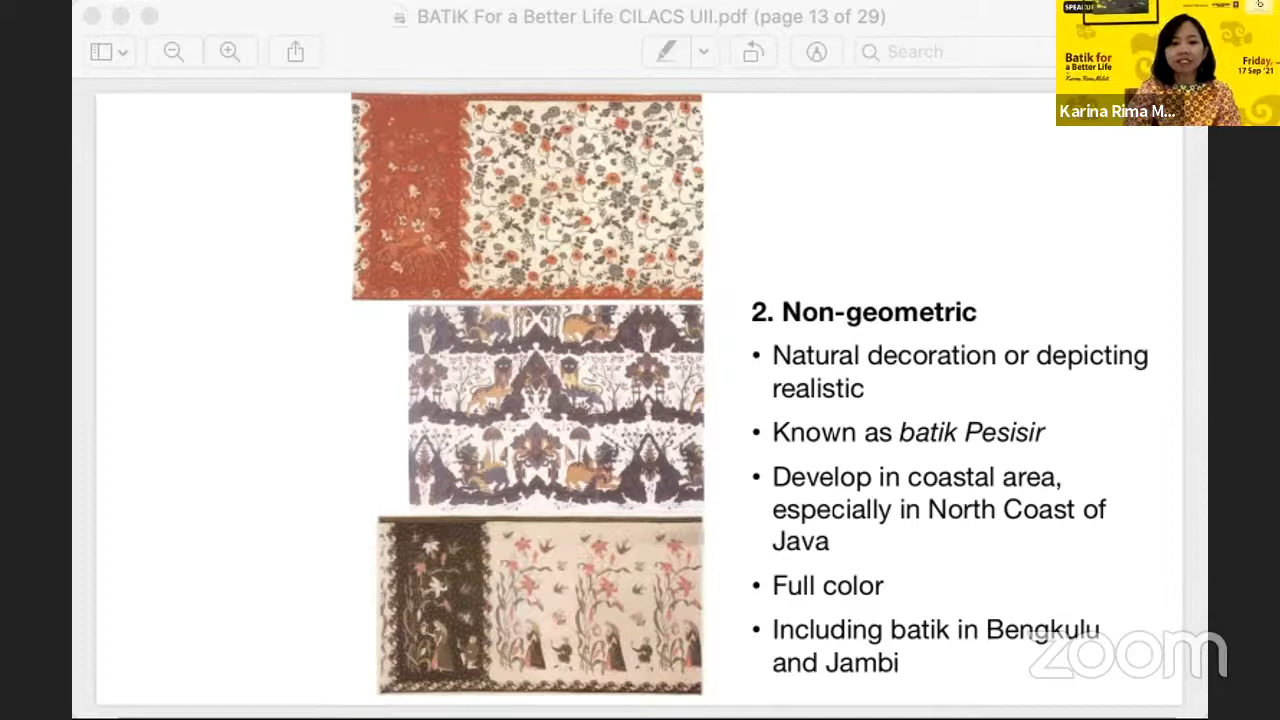 BATIK For a Better Life CILACS UII.pdf (page 13 of 29)
Search
Batik for
a Better Life
Friday,
17 Sep '21
Karina Rima M...
2. Non-geometric
• Natural decoration or depicting
realistic
• Known as batik Pesisir
• Develop in coastal area,
especially in North Coast of
Java
• Full color
• Including batik in Bengkulu
and Jambi
zoom